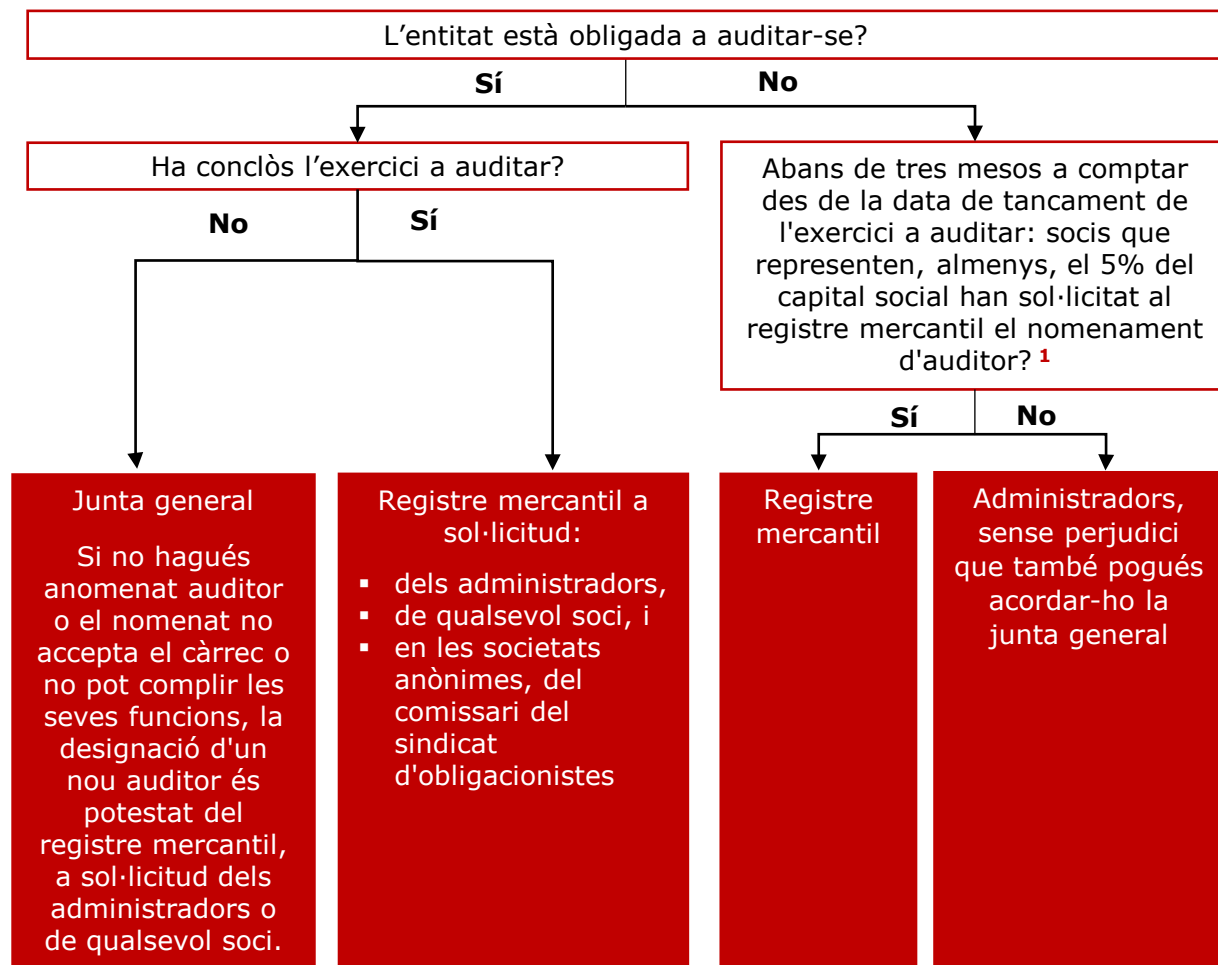 L’entitat està obligada a auditar-se?
Sí
No
Ha conclòs l’exercici a auditar?
No
Sí
Abans de tres mesos a comptar
des de la data de tancament de
l'exercici a auditar: socis que
representen, almenys, el 5% del
capital social han sol·licitat al
registre mercantil el nomenament
d'auditor? 1
Sí
No
Junta general
Si no hagués
anomenat auditor
o el nomenat no
accepta el càrrec o
no pot complir les
seves funcions, la
designació d'un
nou auditor és
potestat del
registre mercantil,
a sol·licitud dels
administradors o
de qualsevol soci.
Registre mercantil a
sol·licitud:
▪ dels administradors,
▪ de qualsevol soci, i
▪ en les societats
anònimes, del
comissari del
sindicat
d'obligacionistes
Registre
mercantil
Administradors,
sense perjudici
que també pogués
acordar-ho la
junta general